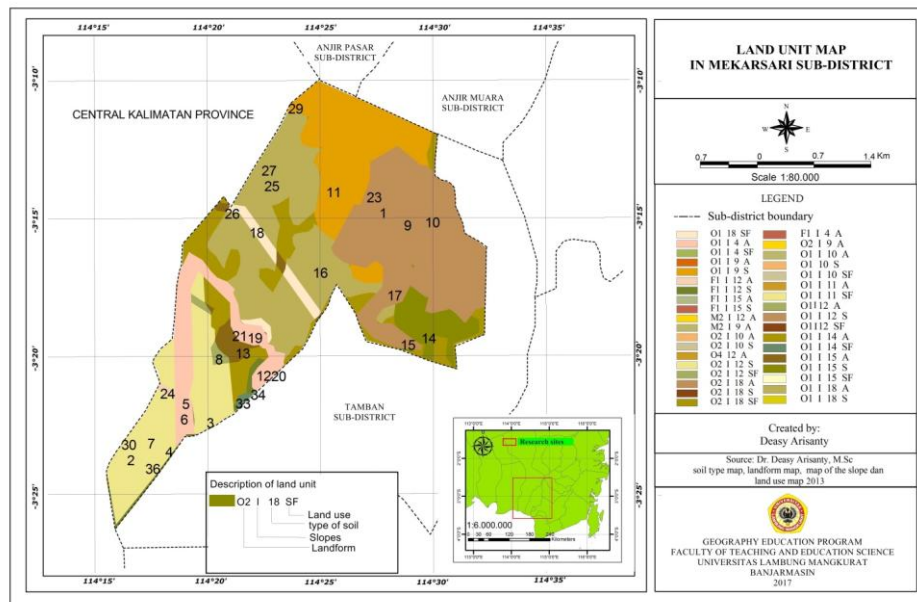 114°15'
114°20'
114°25'
114°30'
114°35'
-3°10'
-3°15'
-3°20'
-3°25'
-3°10'
-3°15'
-3°20'
-3°25'
114°15'
114°20'
114°25'
114°30'
114°35'
ANJIR PASAR
SUB-DISTRICT
ANJIR MUARA
SUB-DISTRICT
CENTRAL KALIMATAN PROVINCE
TAMBAN
SUB-DISTRICT
29
27
25
26
18
11
23
1
9
10
16
17
14
15
21
19
13
8
1220
34
33
24
5
6
3
30
7
4
2
36
Description of land unit
O2 I 18 SF
Land use
type of soil
Slopes
Landform
Research sites
1:6.000.000
Kilometers
LAND UNIT MAP
IN MEKARSARI SUB-DISTRICT
N
W E
S
0.7 0 0.7 1.4 Km
Scale 1:80.000
LEGEND
Sub-district boundary
O1 18 SF
O1 I 4 A
O1 I 4 SF
O1 I 9 A
O1 I 9 S
F1 I 12 A
F1 I 12 S
F1 I 15 A
F1 I 15 S
M2 I 12 A
M2 I 9 A
O2 I 10 A
O2 I 10 S
O4 12 A
O2 I 12 S
O2 I 12 SF
O2 I 18 A
O2 I 18 S
O2 I 18 SF
F1 I 4 A
O2 I 9 A
O1 I 10 A
O1 10 S
O1 I 10 SF
O1 I 11 A
O1 I 11 SF
O1I12 A
O1 I 12 S
O1I12 SF
O1 I 14 A
O1 I 14 SF
O1 I 15 A
O1 I 15 S
O1 I 15 SF
O1 I 18 A
O1 I 18 S
Created by:
Deasy Arisanty
Source: Dr. Deasy Arisanty, M.Sc
soil type map, landform map, map of the slope dan
land use map 2013
GEOGRAPHY EDUCATION PROGRAM
FACULTY OF TEACHING AND EDUCATION SCIENCE
UNIVERSITAS LAMBUNG MANGKURAT
BANJARMASIN
2017